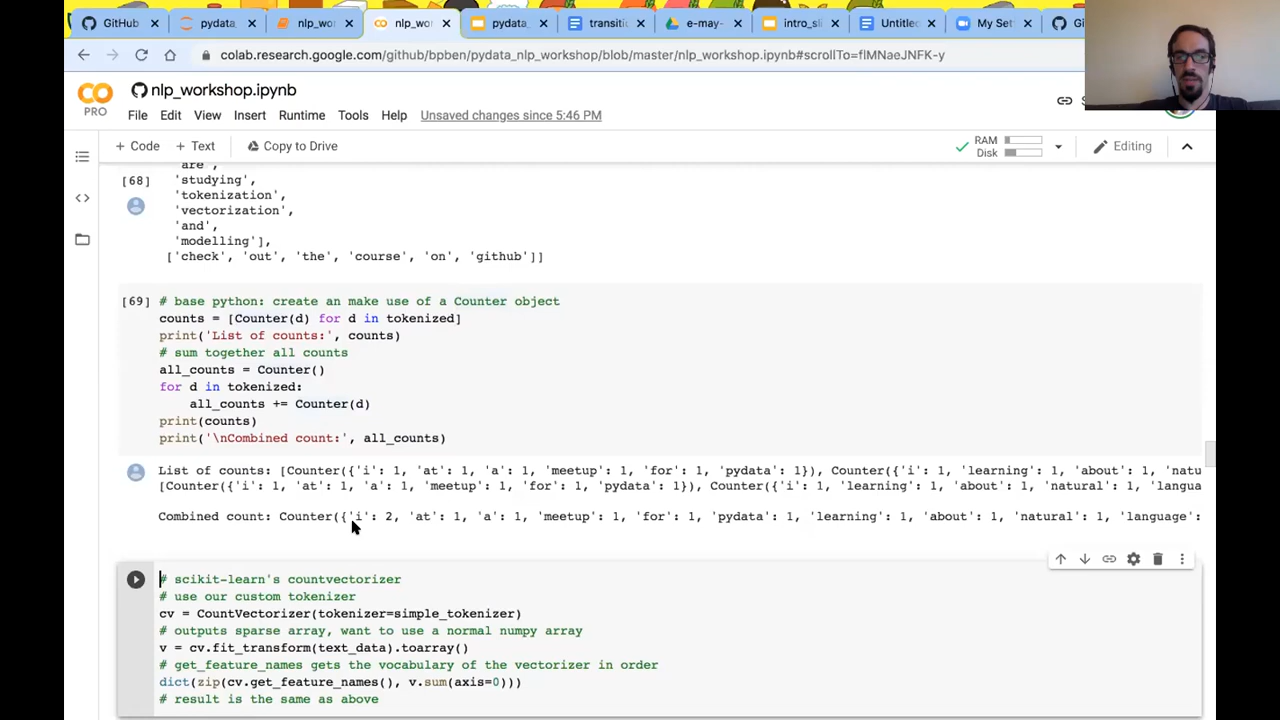 GitHub
pydata
nlp_wor
nlp_wor
pydata_
transiti
e-may-
intro_sli
Untitled
My Set
Gi
colab.research.google.com/github/bpben/pydata_nlp_workshop/blob/master/nlp_workshop.ipynb#scrollTo=flMNaeJNFK-y
PRO
nlp_workshop.ipynb
File Edit View Insert Runtime Tools Help Unsaved changes since 5:46 PM
+ Code + Text Copy to Drive
RAM
Disk
Editing
are',
[68] 'studying',
'tokenization',
'vectorization',
'and',
'modelling'],
['check', 'out', 'the', 'course', 'on', 'github']]
[69] # base python: create an make use of a Counter object
counts = [Counter(d) for d in tokenized]
print('List of counts:', counts)
# sum together all counts
all_counts = Counter()
for d in tokenized:
all_counts += Counter(d)
print(counts)
print('\nCombined count:', all_counts)
List of counts: [Counter({'i': 1, 'at': 1, 'a': 1, 'meetup': 1, 'for': 1, 'pydata': 1}), Counter({'i': 1, 'learning': 1, 'about': 1, 'natu
[Counter({'i': 1, 'at': 1, 'a': 1, 'meetup': 1, 'for': 1, 'pydata': 1}), Counter({'i': 1, 'learning': 1, 'about': 1, 'natural': 1, 'langua
Combined count: Counter({'i': 2, 'at': 1, 'a': 1, 'meetup': 1, 'for': 1, 'pydata': 1, 'learning': 1, 'about': 1, 'natural': 1, 'language':
# scikit-learn's countvectorizer
# use our custom tokenizer
cv = CountVectorizer(tokenizer=simple_tokenizer)
# outputs sparse array, want to use a normal numpy array
v = cv.fit_transform(text_data).toarray()
# get_feature_names gets the vocabulary of the vectorizer in order
dict(zip(cv.get_feature_names(), v.sum(axis=0)))
# result is the same as above